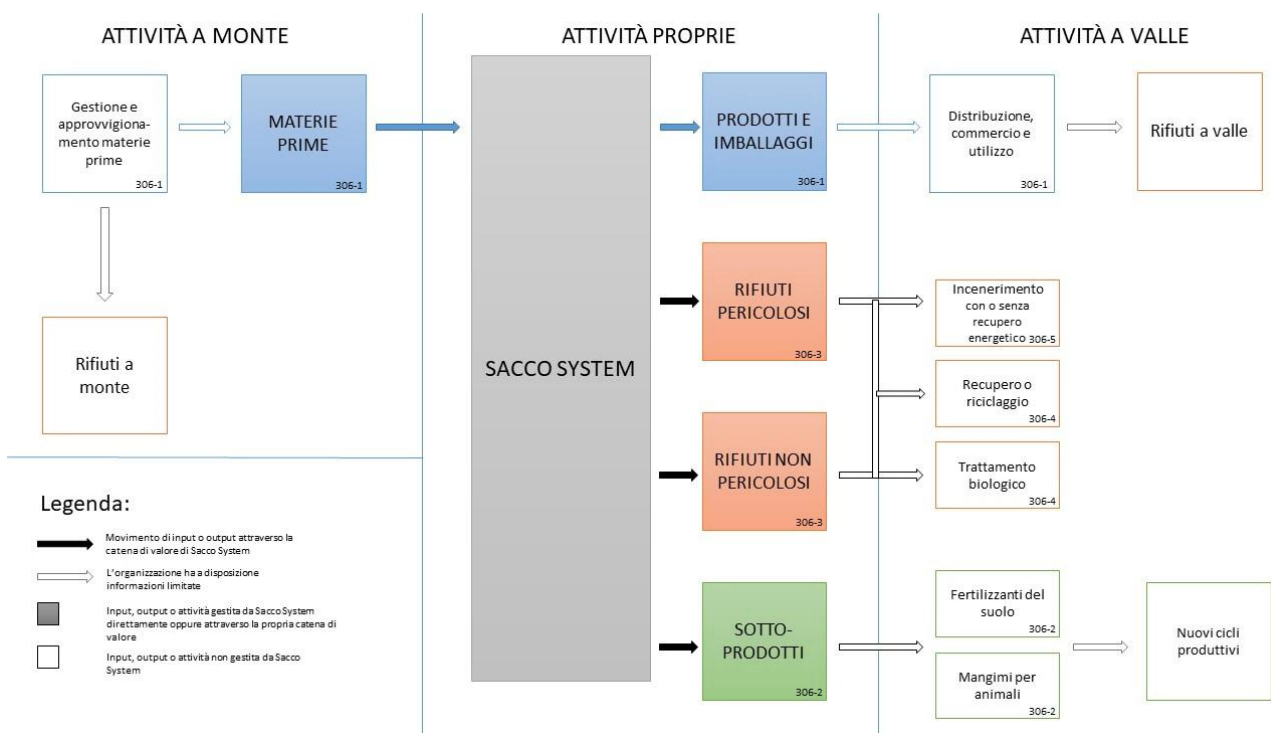 ATTIVITÀ A MONTE
Gestione e
approvvigiona-
mento materie
prime
306-1
MATERIE
PRIME
306-1
Rifiuti a
monte
ATTIVITÀ PROPRIE
SACCO SYSTEM
PRODOTTI E
IMBALLAGGI
306-1
RIFIUTI
PERICOLOSI
306-3
RIFIUTI NON
PERICOLOSI
306-3
SOTTO-
PRODOTTI
306-2
ATTIVITÀ A VALLE
Distribuzione,
commercio e
utilizzo
306-1
Rifiuti a valle
Incenerimento
con o senza
recupero
energetico 306-5
Recupero o
riciclaggio
306-4
Trattamento
biologico
306-4
Fertilizzanti del
suolo
306-2
Mangimi per
animali
306-2
Nuovi cicli
produttivi
Legenda:
Movimento di input o output attraverso la
catena di valore di Sacco System
L'organizzazione ha a disposizione
informazioni limitate
Input, output o attività gestita da Sacco System
direttamente oppure attraverso la propria catena di
valore
Input, output o attività non gestita da Sacco
System